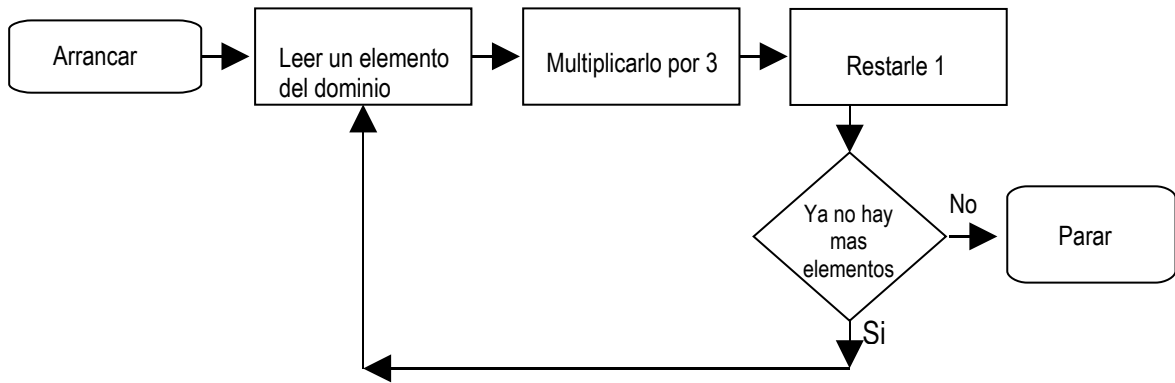 Arrancar
Leer un elemento
del dominio
Multiplicarlo por 3
Restarle 1
Ya no hay
mas
elementos
No
Parar
Si